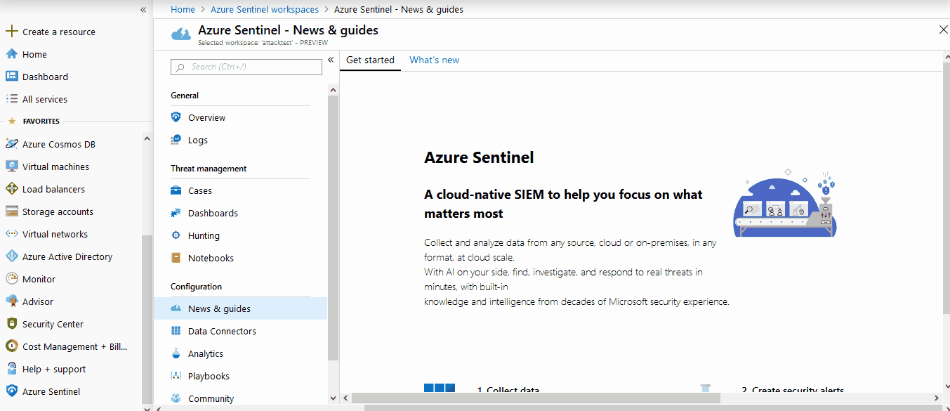 Home > Azure Sentinel workspaces > Azure Sentinel - News & guides
Create a resource
Home
Dashboard
All services
FAVORITES
Azure Cosmos DB
Virtual machines
Load balancers
Storage accounts
Virtual networks
Azure Active Directory
Monitor
Advisor
Security Center
Cost Management + Bill...
Help + support
Azure Sentinel
Azure Sentinel - News & guides
Selected workspace: 'attacktest' - PREVIEW
Search (Ctrl+/)
General
Overview
Logs
Threat management
Cases
Dashboards
Hunting
Notebooks
Configuration
News & guides
Data Connectors
Analytics
Playbooks
Community
Get started
What's new
Azure Sentinel
A cloud-native SIEM to help you focus on what
matters most
Collect and analyze data from any source, cloud or on-premises, in any
format, at cloud scale.
With AI on your side, find, investigate, and respond to real threats in
minutes, with built-in
knowledge and intelligence from decades of Microsoft security experience.
1. Collect data
2. Create security alerts